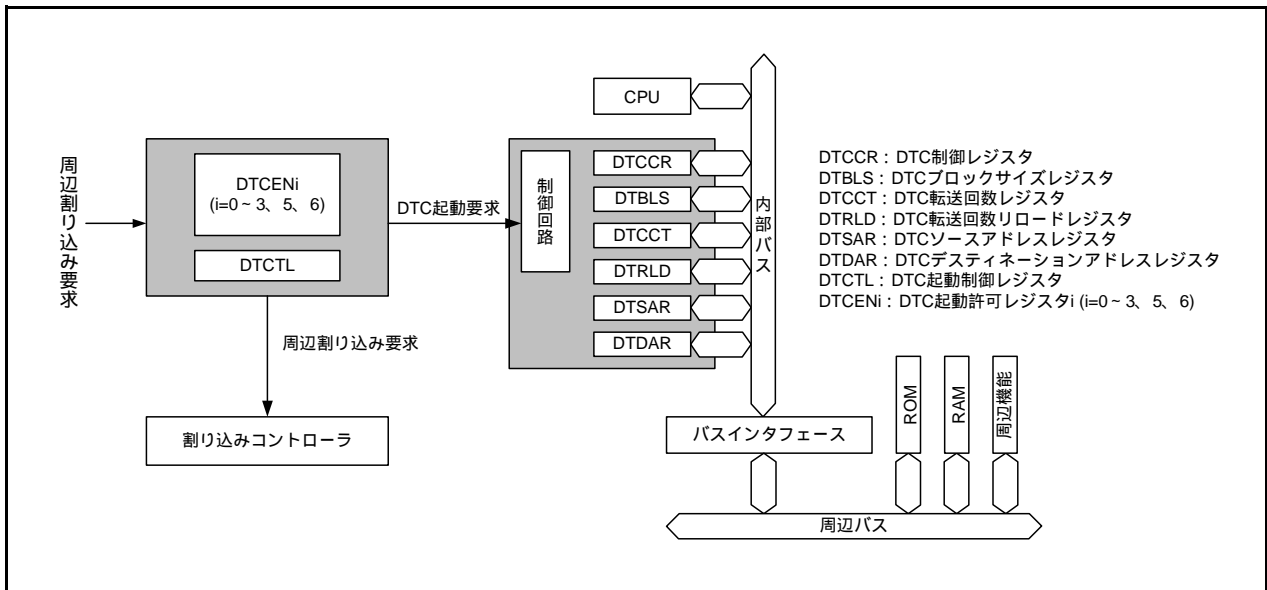 周辺割り込み要求
DTCENi
(i=0～3、5、6)
DTCTL
周辺割り込み要求
割り込みコントローラ
DTC起動要求
制御回路
CPU
DTCCR
DTBLS
DTCCT
DTRLD
DTSAR
DTDAR
内部バス
DTCCR：DTC制御レジスタ
DTBLS：DTCブロックサイズレジスタ
DTCCT：DTC転送回数レジスタ
DTRLD：DTC転送回数リロードレジスタ
DTSAR：DTCソースアドレスレジスタ
DTDAR：DTCデスティネーションアドレスレジスタ
DTCTL：DTC起動制御レジスタ
DTCENi：DTC起動許可レジスタi (i=0～3、5、6)
バスインタフェース
ROM
RAM
周辺機能
周辺バス